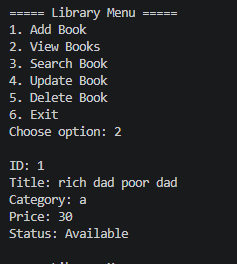 ===== Library Menu =====
1. Add Book
2. View Books
3. Search Book
4. Update Book
5. Delete Book
6. Exit
Choose option: 2
ID: 1
Title: rich dad poor dad
Category: a
Price: 30
Status: Available